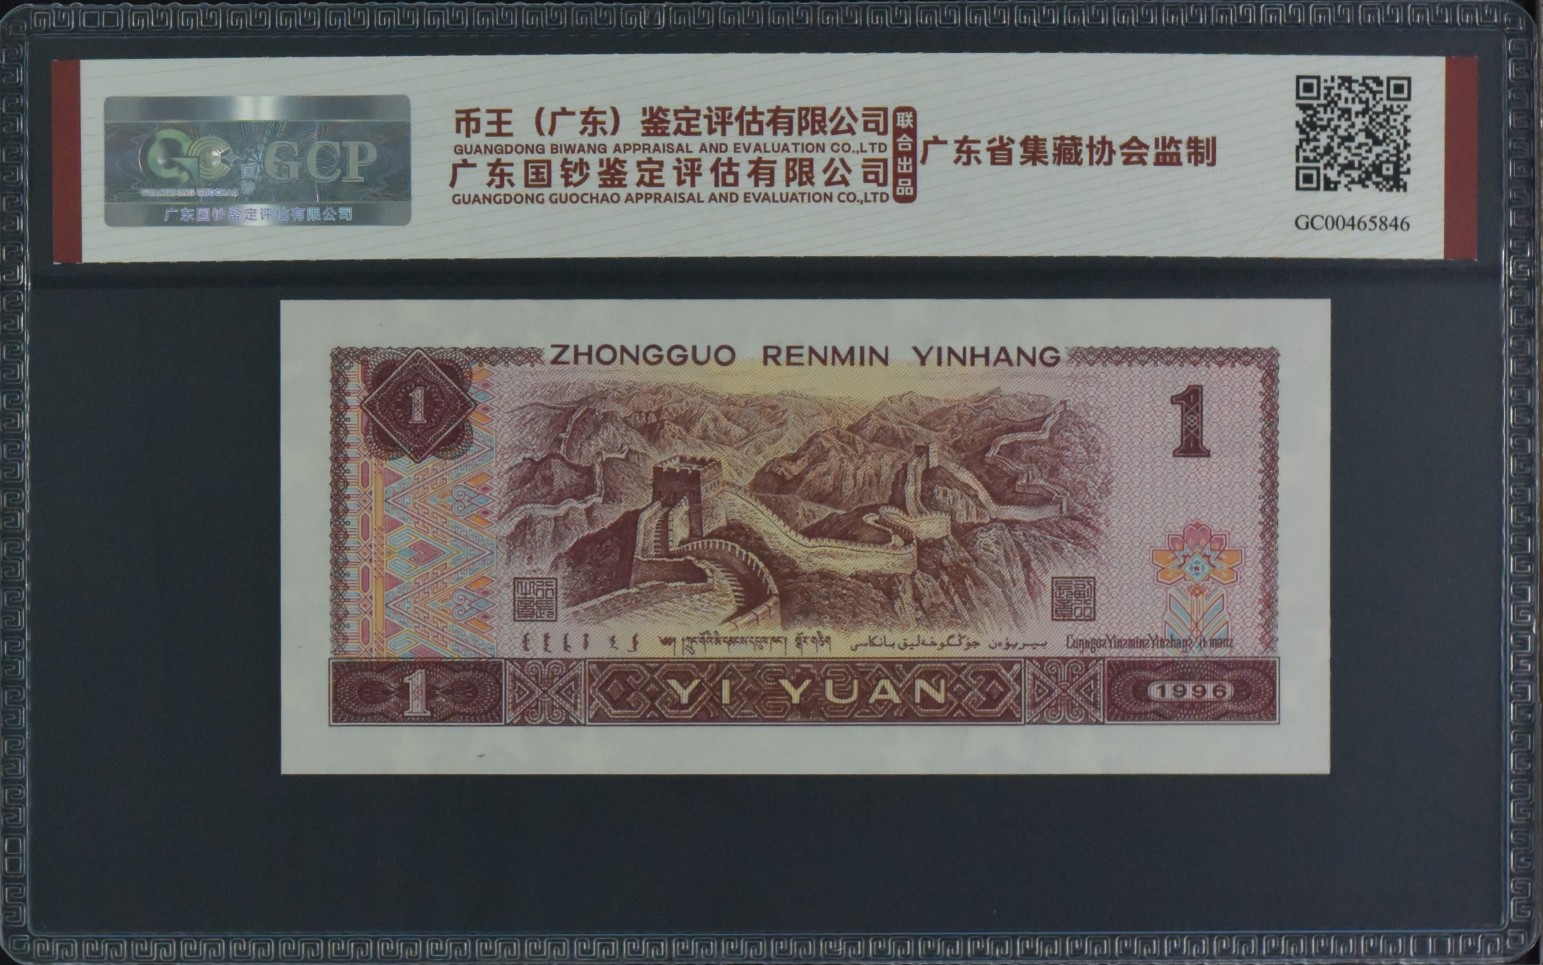 GCP
广东国钞鉴定评估有限公司
币王（广东）鉴定评估有限公司
GUANGDONG BIWANG APPRAISAL AND EVALUATION CO.,LTD
广东国钞鉴定评估有限公司
GUANGDONG GUOCHAO APPRAISAL AND EVALUATION CO.,LTD
联合出品
广东省集藏协会监制
GC00465846
ZHONGGUO RENMIN YINHANG
1
1
1
YI YUAN
1996